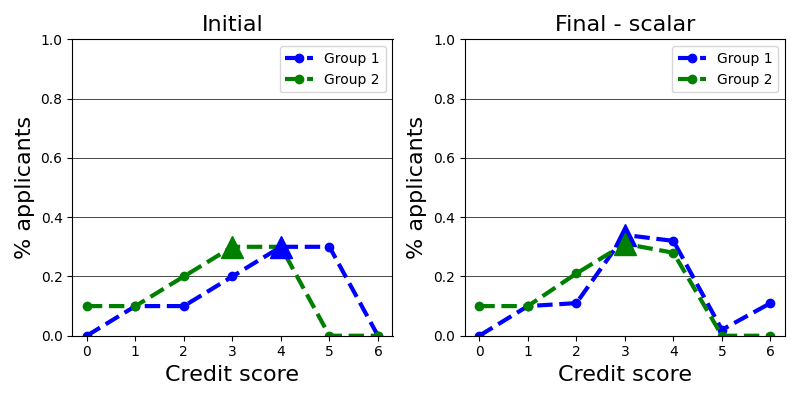 Initial
Final - scalar
1.0
0.8
0.6
0.4
0.2
0.0
% applicants
Group 1
Group 2
0 1 2 3 4 5 6
Credit score
1.0
0.8
0.6
0.4
0.2
0.0
% applicants
Group 1
Group 2
0 1 2 3 4 5 6
Credit score